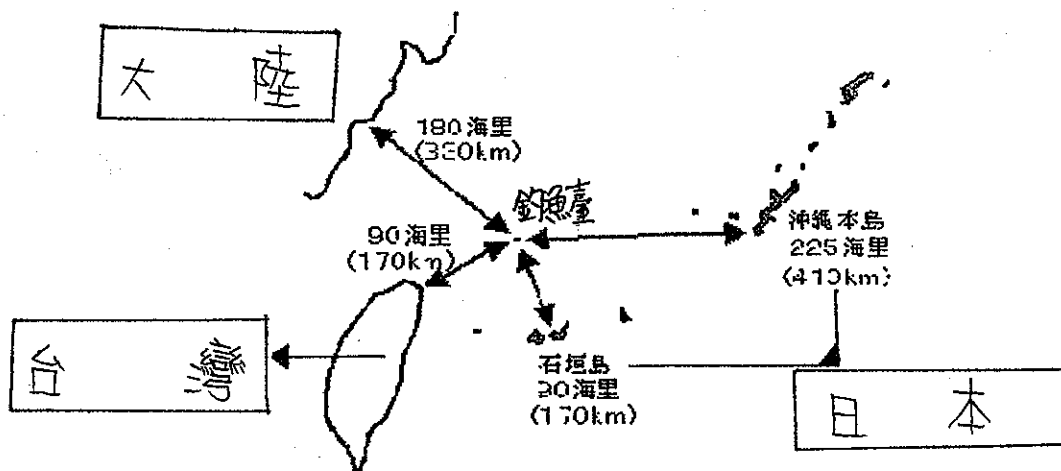 大 陸
180海里
(330km)
釣魚臺
90海里
(170km)
沖縄本島
225海里
(410km)
台 灣
石垣島
90海里
(170km)
日 本